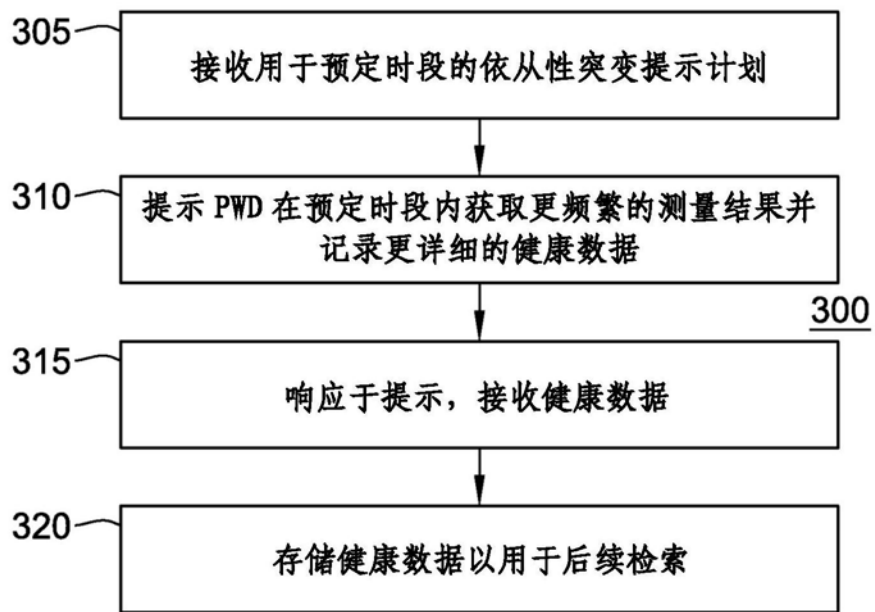 305
接收用于预定时段的依从性突变提示计划
310
提示 PWD 在预定时段内获取更频繁的测量结果并
记录更详细的健康数据
300
315
响应于提示，接收健康数据
320
存储健康数据以用于后续检索